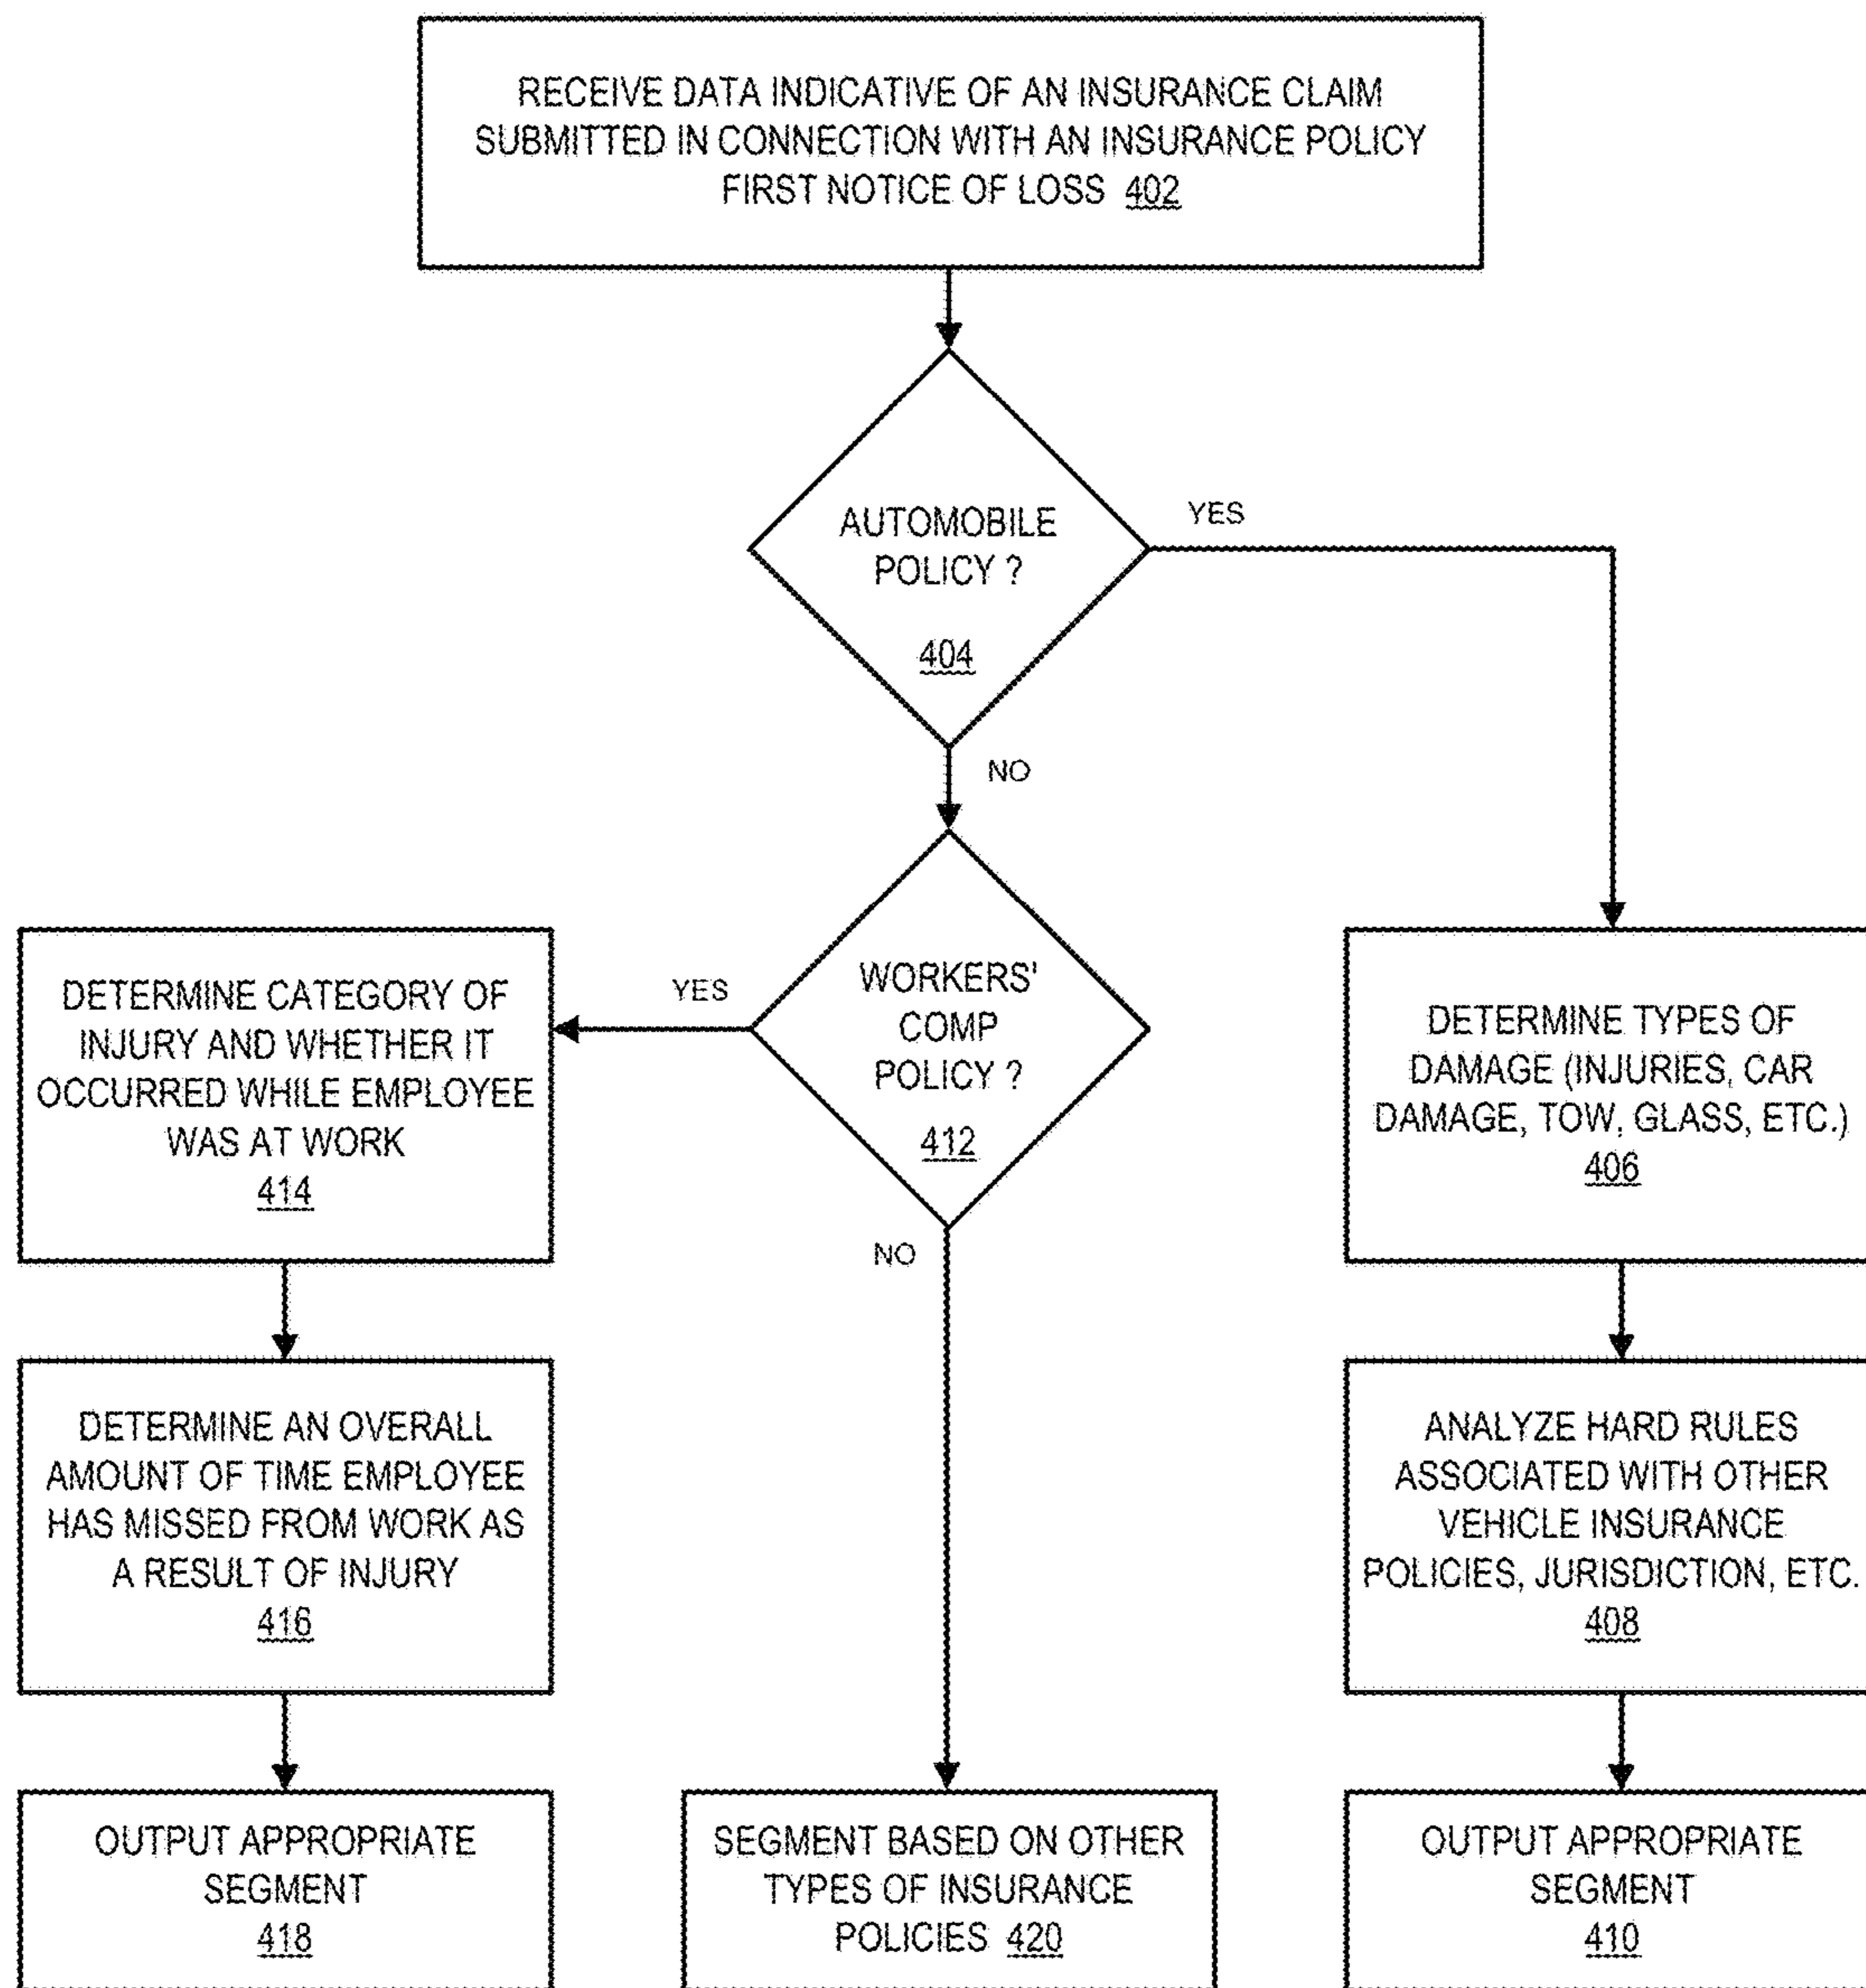 RECEIVE DATA INDICATIVE OF AN INSURANCE CLAIM
SUBMITTED IN CONNECTION WITH AN INSURANCE POLICY
FIRST NOTICE OF LOSS 402
AUTOMOBILE
POLICY ?
404
YES
NO
WORKERS'
COMP
POLICY ?
412
YES
NO
DETERMINE CATEGORY OF
INJURY AND WHETHER IT
OCCURRED WHILE EMPLOYEE
WAS AT WORK
414
DETERMINE TYPES OF
DAMAGE (INJURIES, CAR
DAMAGE, TOW, GLASS, ETC.)
406
DETERMINE AN OVERALL
AMOUNT OF TIME EMPLOYEE
HAS MISSED FROM WORK AS
A RESULT OF INJURY
416
ANALYZE HARD RULES
ASSOCIATED WITH OTHER
VEHICLE INSURANCE
POLICIES, JURISDICTION, ETC.
408
OUTPUT APPROPRIATE
SEGMENT
418
SEGMENT BASED ON OTHER
TYPES OF INSURANCE
POLICIES 420
OUTPUT APPROPRIATE
SEGMENT
410